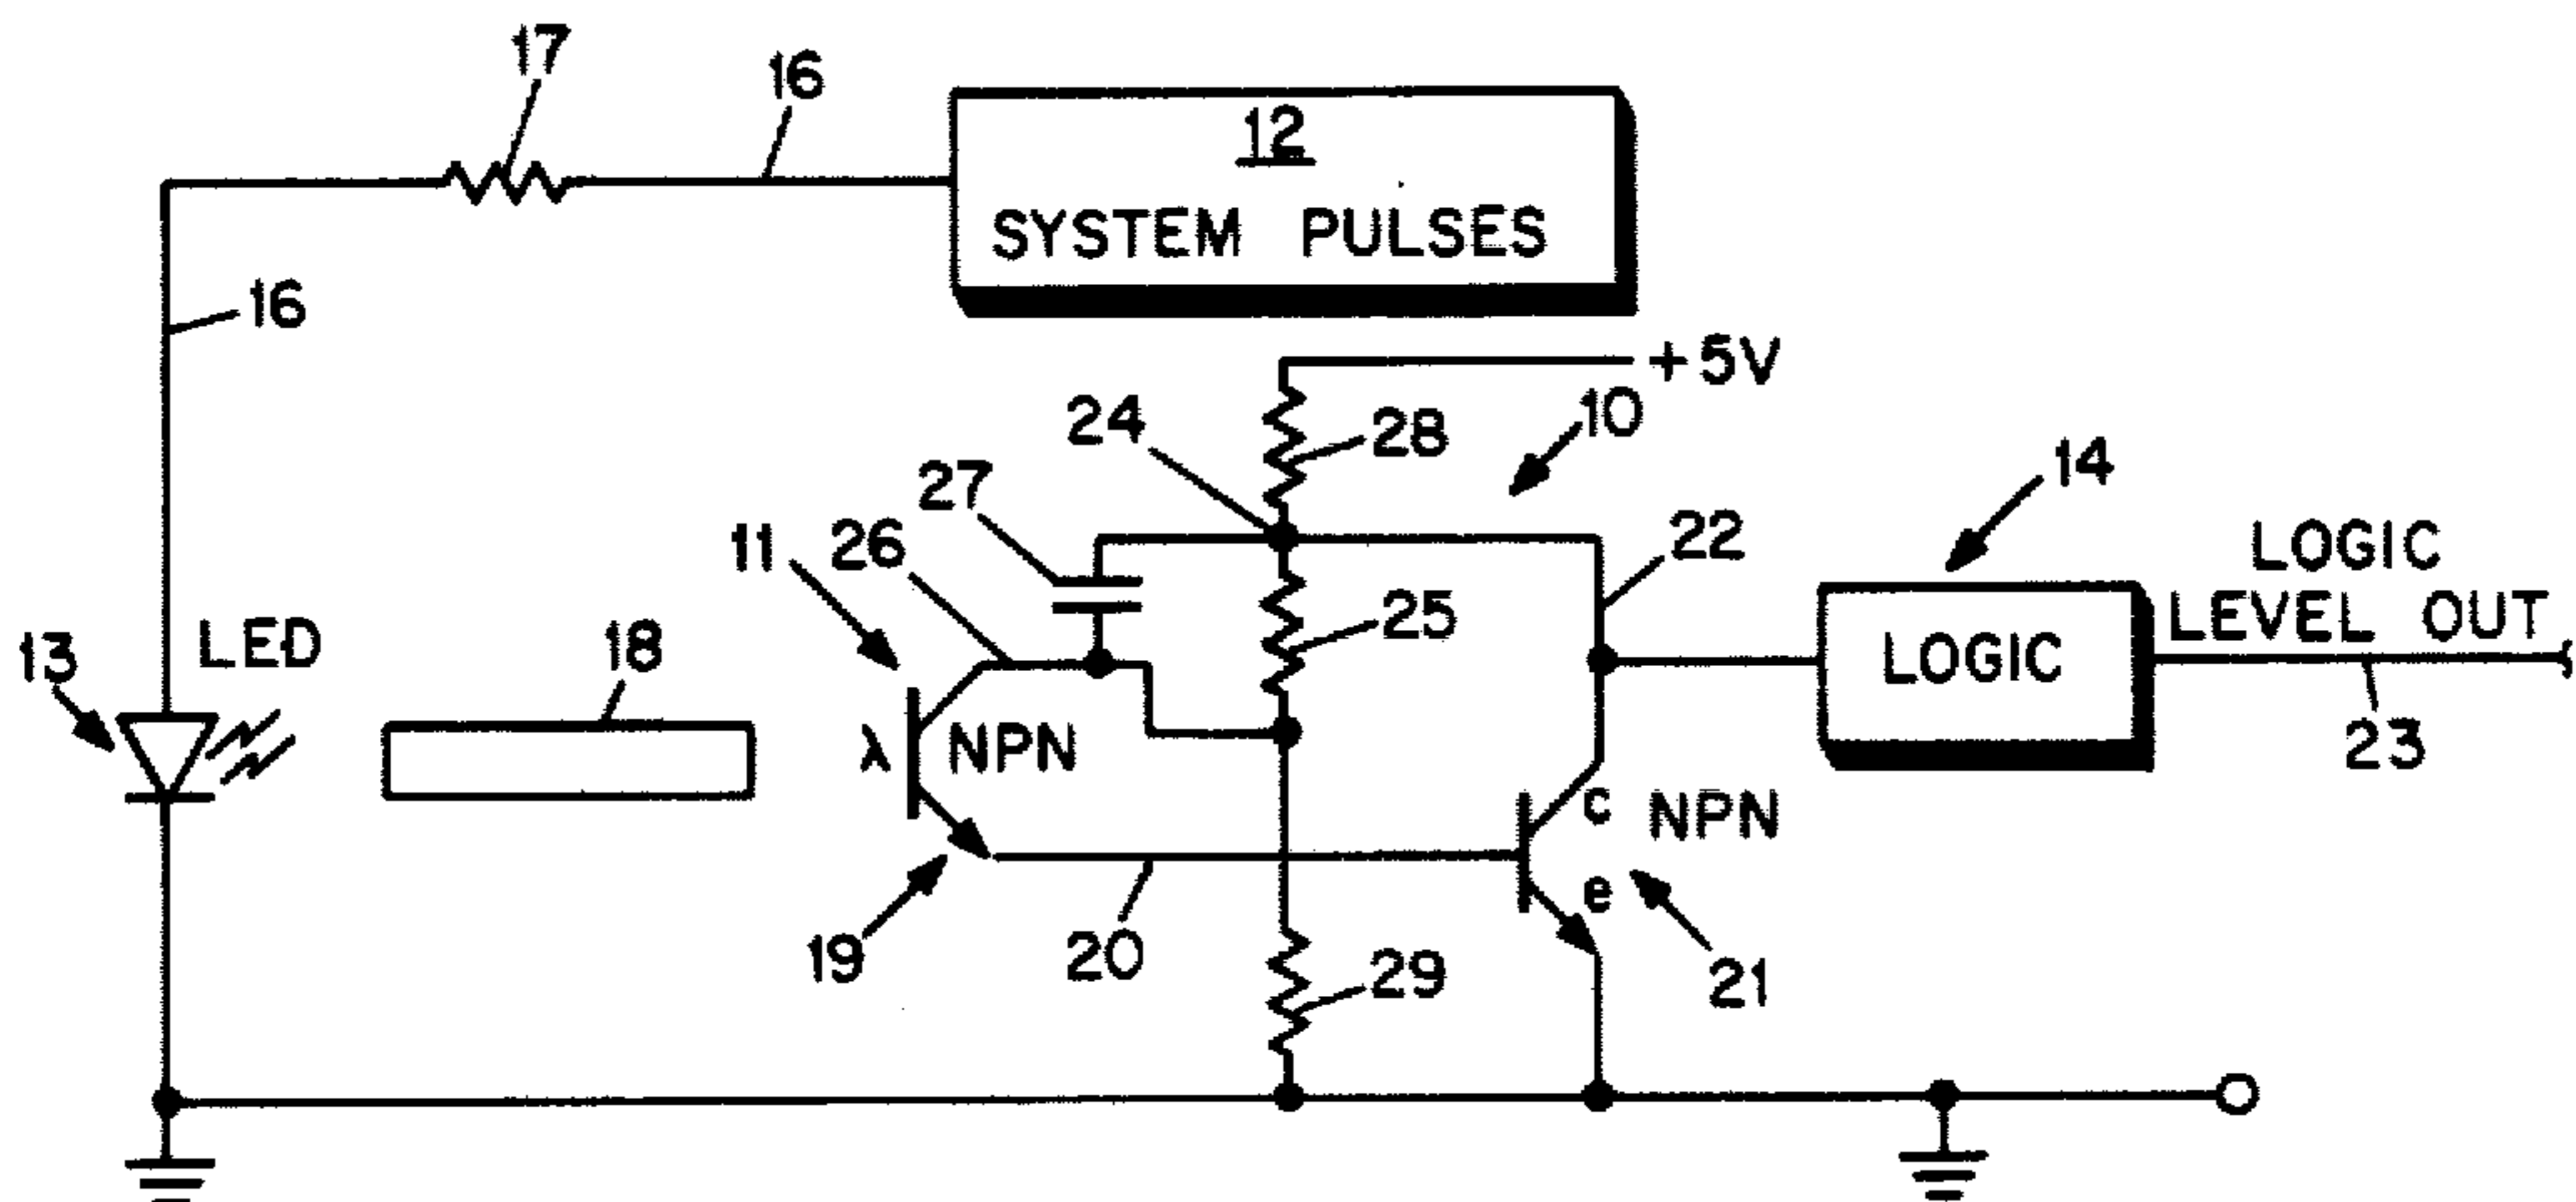 17
16
12
SYSTEM PULSES
16
+5V
10
24
28
14
27
11
26
22
LOGIC
LEVEL OUT
13
LED
18
25
LOGIC
λ NPN
23
c NPN
e
19
20
29
21